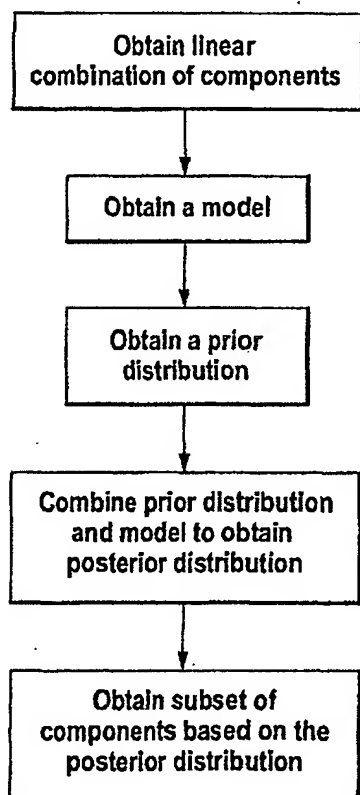 Obtain linear
combination of components
Obtain a model
Obtain a prior
distribution
Combine prior distribution
and model to obtain
posterior distribution
Obtain subset of
components based on the
posterior distribution